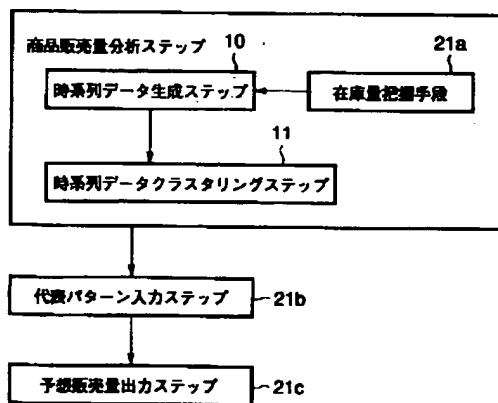 商品販売量分析ステップ
10
21a
時系列データ生成ステップ
在庫量把握手段
11
時系列データクラスタリングステップ
代表パターン入力ステップ
21b
予想販売量出力ステップ
21c